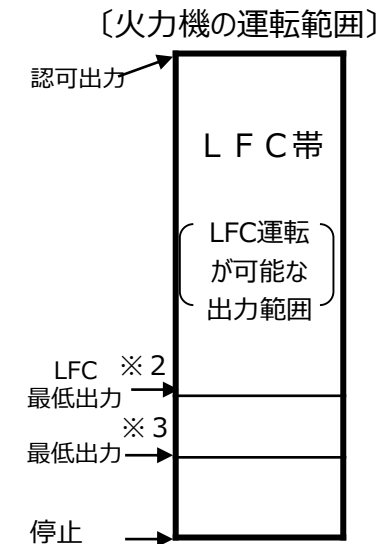 〔火力機の運転範囲〕
認可出力
ＬＦＣ帯
LFC運転
が可能な
出力範囲
LFC ※２
最低出力
※３
最低出力
停止